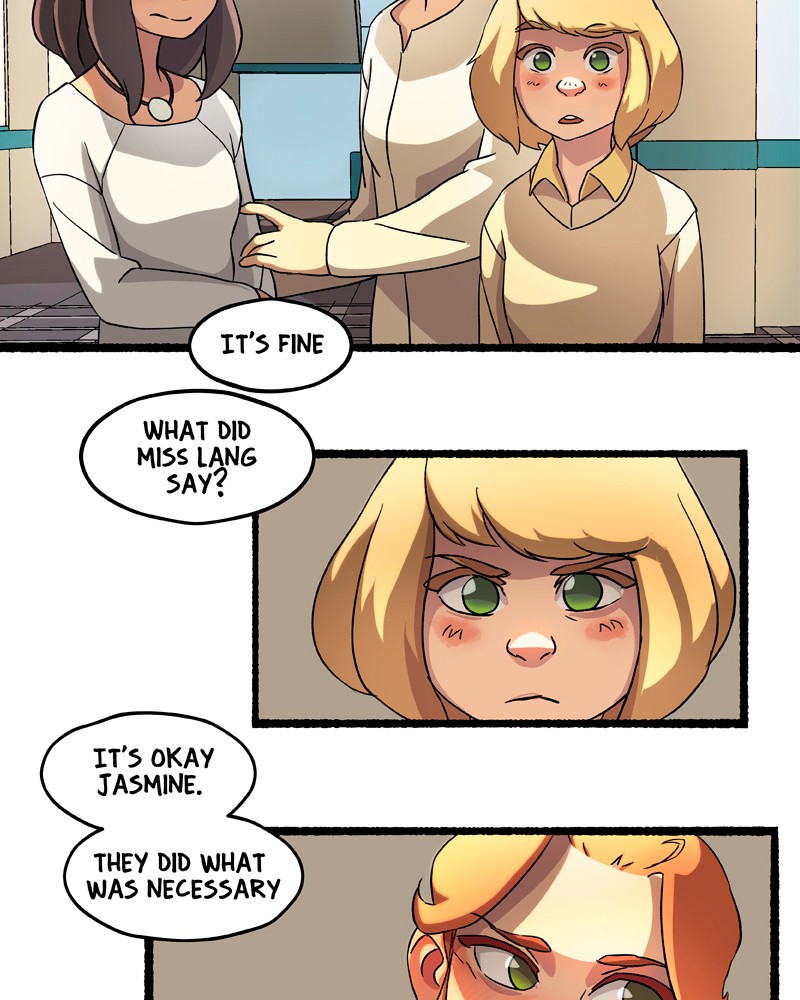 IT'S FINE
WHAT DID
MISS LANG
SAY?
IT'S OKAY
JASMINE.
THEY DID WHAT
WAS NECESSARY